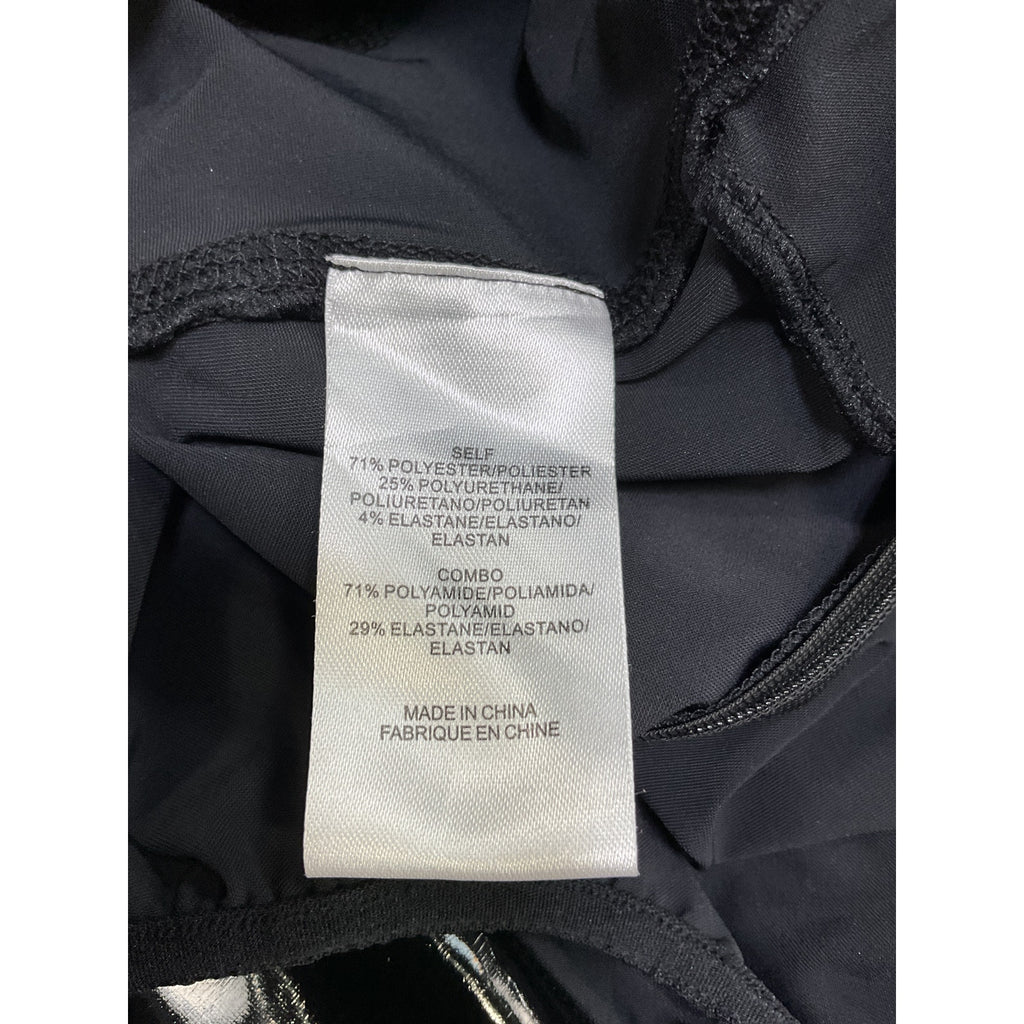 SELF
71% POLYESTER/POLIESTER
25% POLYURETHANE/
POLIURETANO/POLIURETAN
4% ELASTANE/ELASTANO/
ELASTAN
COMBO
71% POLYAMIDE/POLIAMIDA/
POLYAMID
29% ELASTANE/ELASTANO/
ELASTAN
MADE IN CHINA
FABRIQUE EN CHINE